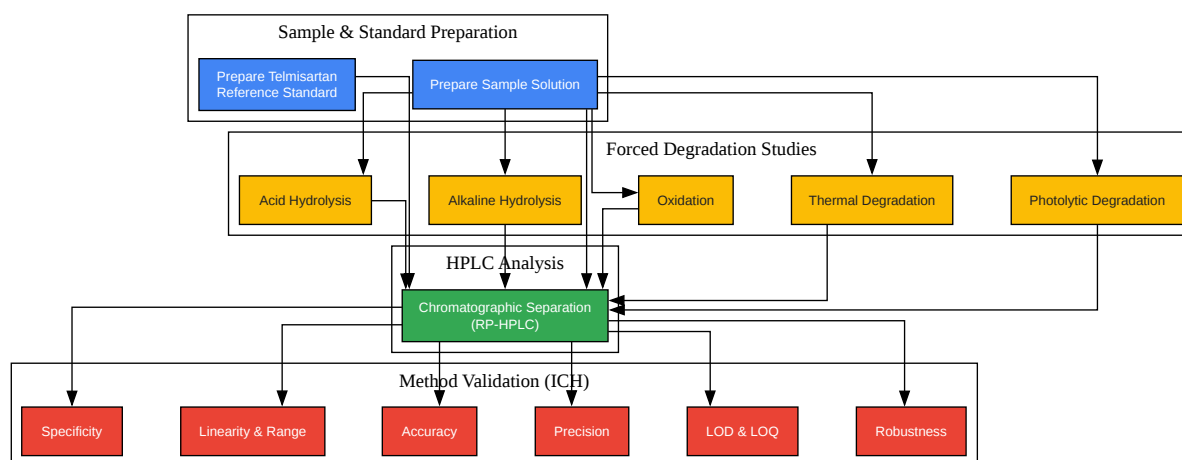 Sample & Standard Preparation
Prepare Telmisartan
Reference Standard
Prepare Sample Solution
Forced Degradation Studies
Acid Hydrolysis
Alkaline Hydrolysis
Oxidation
Thermal Degradation
Photolytic Degradation
HPLC Analysis
Chromatographic Separation
(RP-HPLC)
Method Validation (ICH)
Specificity
Linearity & Range
Accuracy
Precision
LOD & LOQ
Robustness